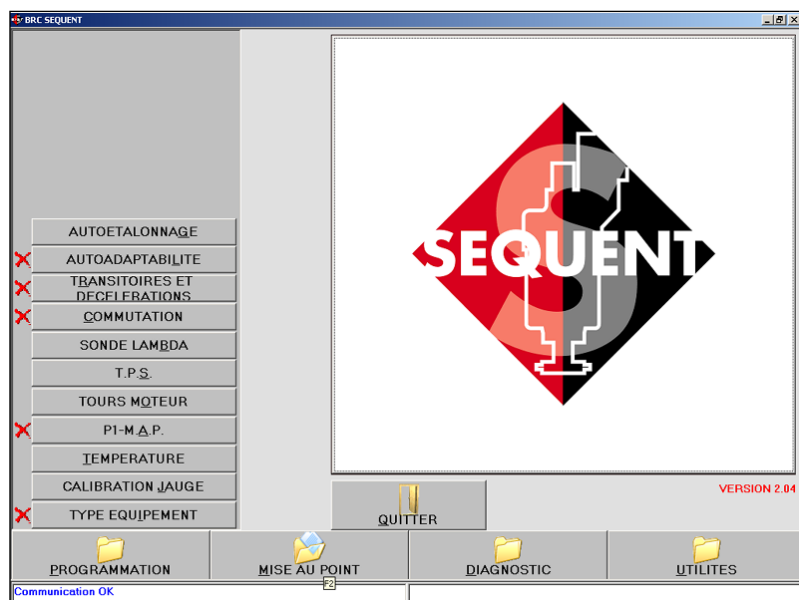 BRC SEQUENT
AUTOETALONNAGE
AUTOADAPTABILITE
TRANSITOIRES ET
DECELERATIONS
COMMUTATION
SONDE LAMBDA
T.P.S.
TOURS MOTEUR
P1-M.A.P.
TEMPERATURE
CALIBRATION JAUGE
TYPE EQUIPEMENT
SEQUENT
VERSION 2.04
QUITTER
PROGRAMMATION
MISE AU POINT
DIAGNOSTIC
UTILITES
F2
Communication OK